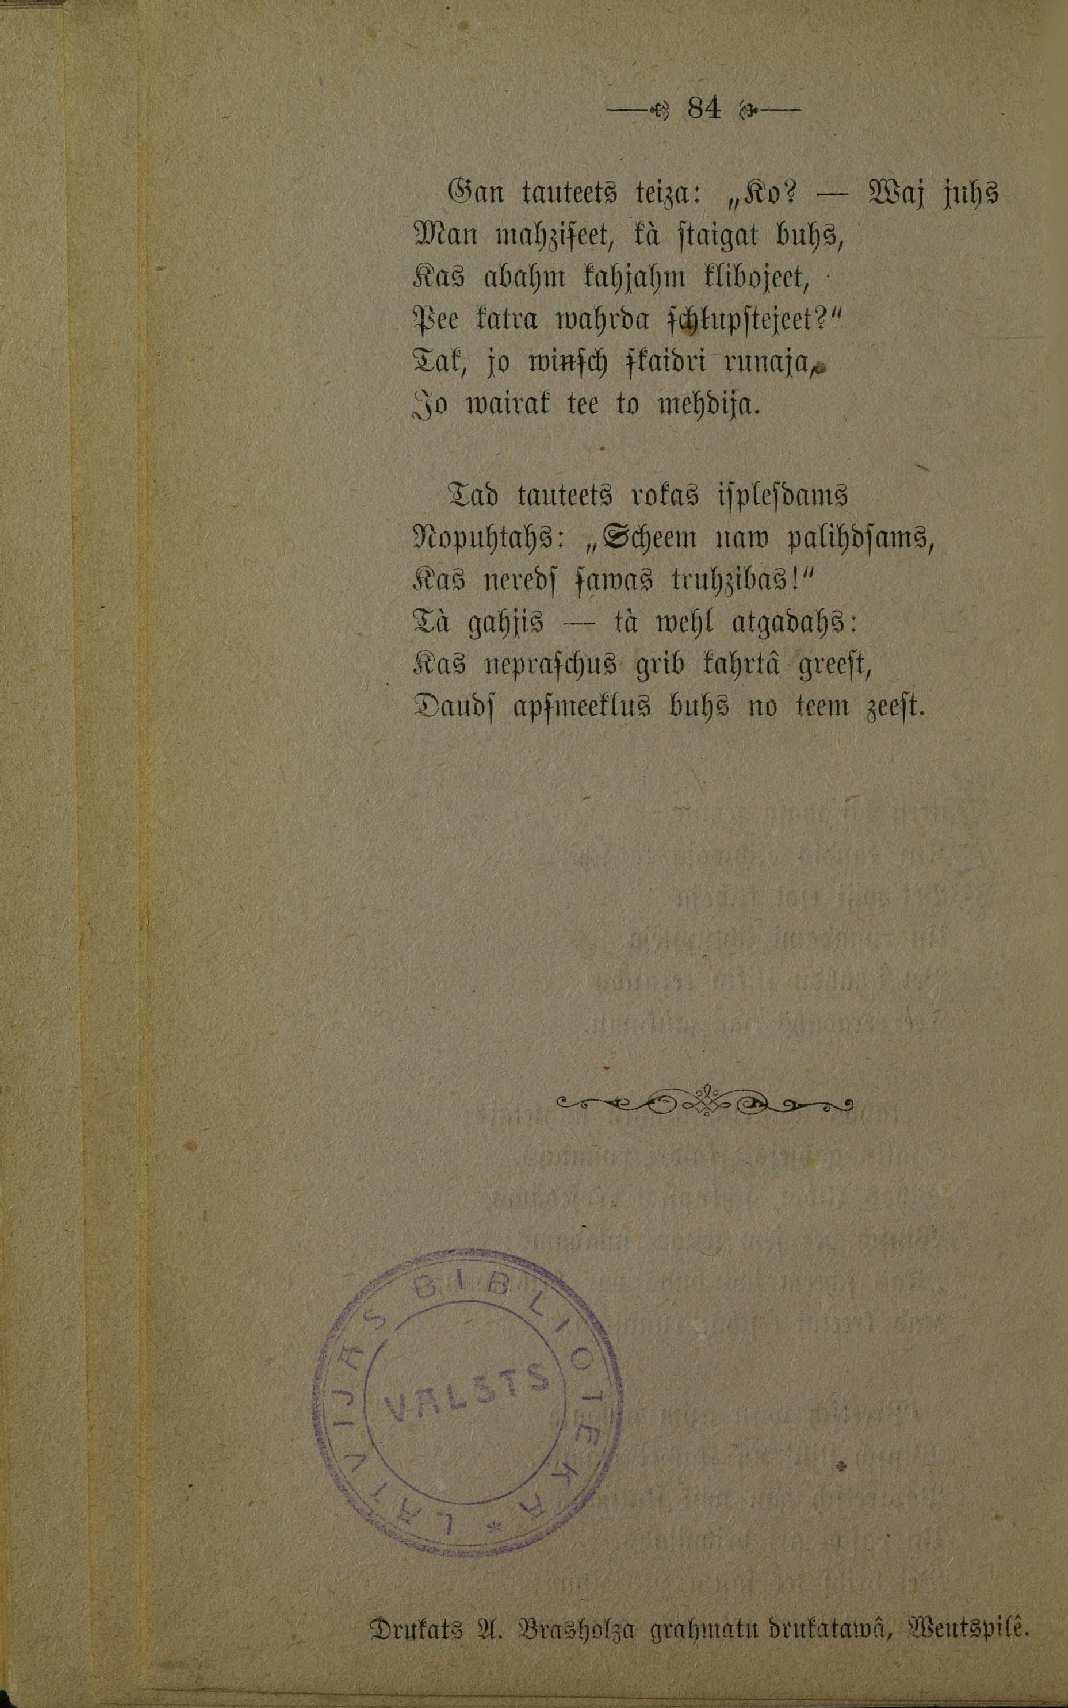 84
Gan tauteets teiza: „Ko? — Waj juhs
Man mahziſeet, kà ſtaigat buhs,
Kas abahm kahjahm klibojeet,
Pee katra wahrda ſchļupſtejeet?“
Tak, jo wiņſch ſkaidri runaja,
Jo wairak tee to mehdija.
Tad tauteets rokas iſpleſdams
Nopuhtahs: „Scheem naw palihdſams,
Kas neredſ ſawas truhzibas!“
Tà gahjis — tà wehl atgadahs:
Kas nepraſchus grib kahrtâ greeſt,
Daudſ apſmeeklus buhs no teem zeeſt.
LATVIJAS BIBLIOTEKA *
VALSTS
Drukats A. Brasholza grahmatu drukatawâ, Wentspilê.